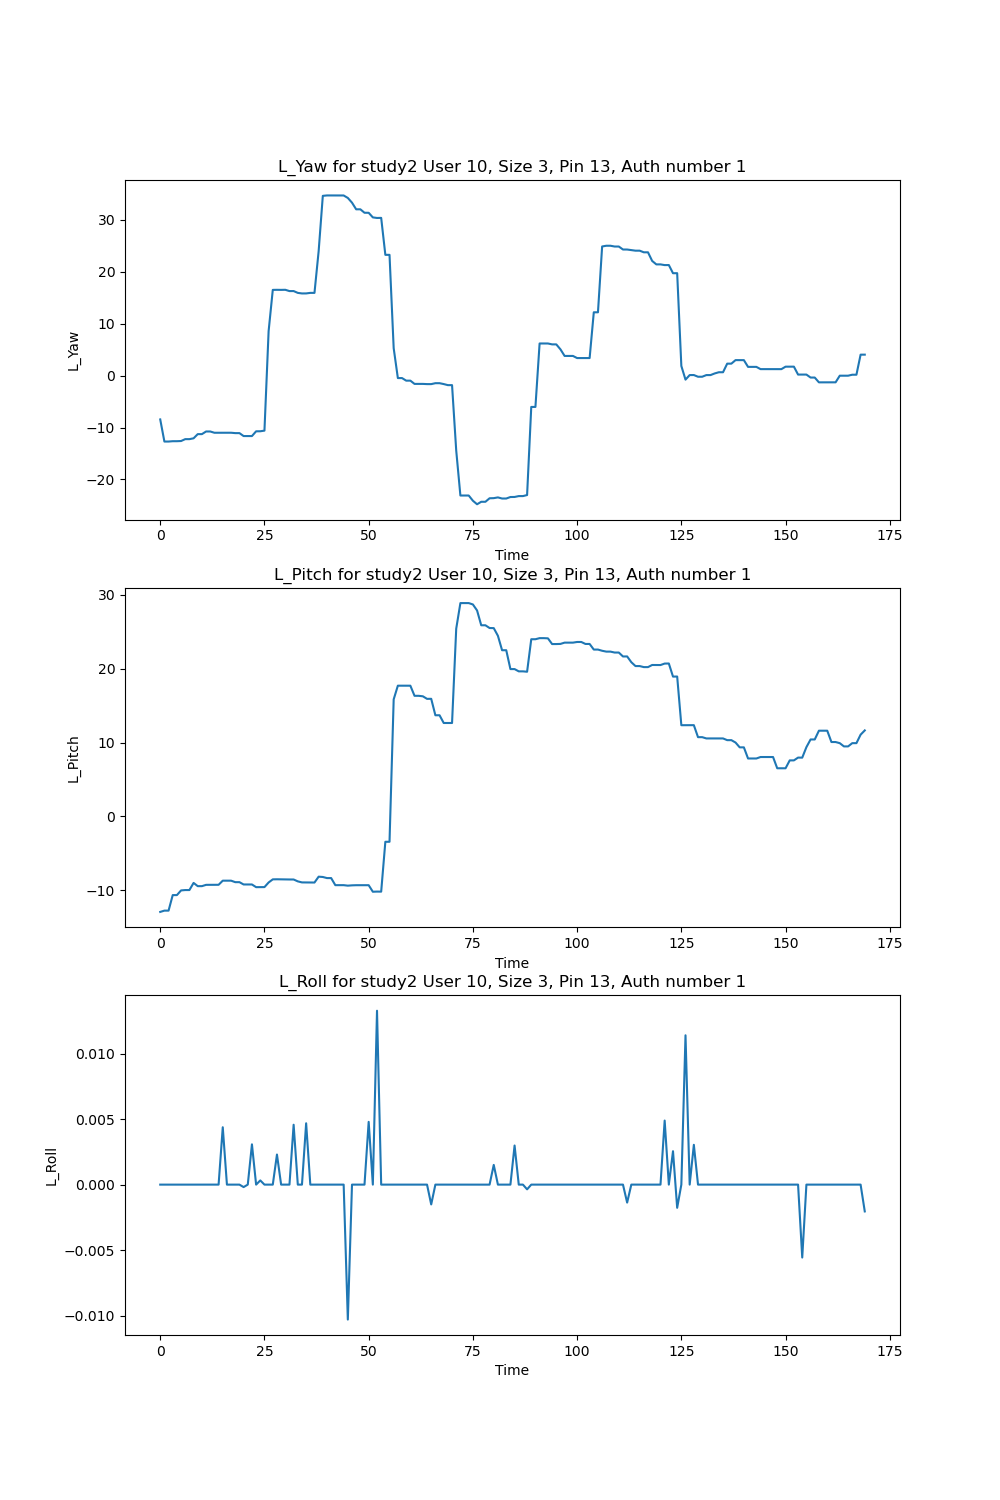 L_Yaw for study2 User 10, Size 3, Pin 13, Auth number 1
30
20
10
0
−10
−20
L_Yaw
0 25 50 75 100 125 150 175
Time
L_Pitch for study2 User 10, Size 3, Pin 13, Auth number 1
30
20
10
0
−10
L_Pitch
0 25 50 75 100 125 150 175
Time
L_Roll for study2 User 10, Size 3, Pin 13, Auth number 1
0.010
0.005
0.000
−0.005
−0.010
L_Roll
0 25 50 75 100 125 150 175
Time